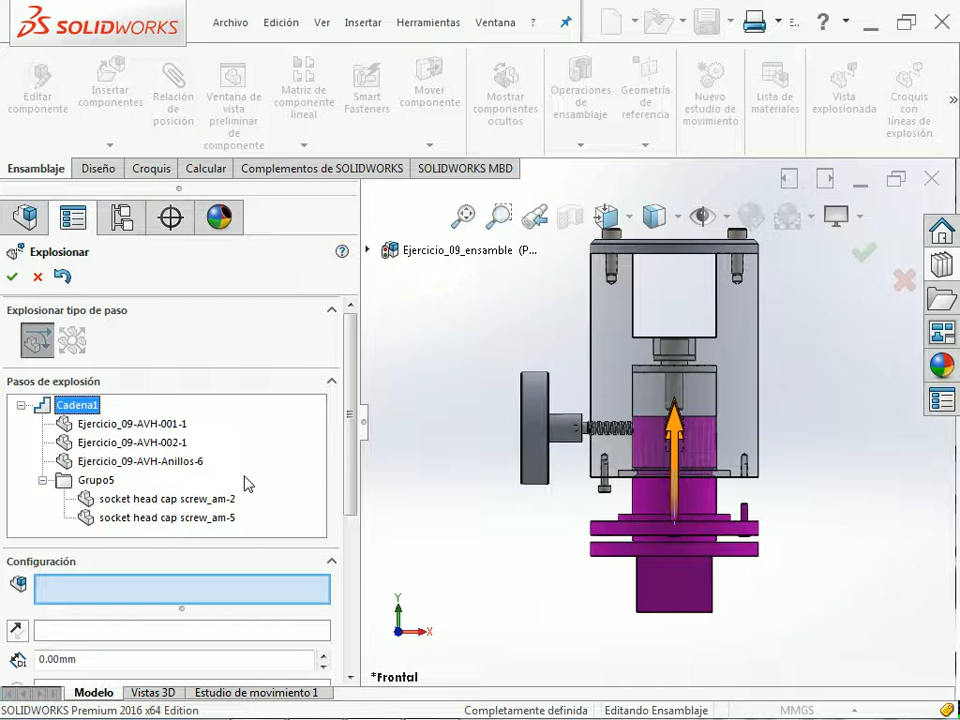 SOLIDWORKS
Archivo Edición Ver Insertar Herramientas Ventana ? E.. ?
Editar componente
Insertar componentes
Relación de posición
Ventana de vista preliminar de componente
Matriz de componente lineal
Smart Fasteners
Mover componente
Mostrar componentes ocultos
Operaciones de ensamblaje
Geometría de referencia
Nuevo estudio de movimiento
Lista de materiales
Vista explosionada
Croquis con líneas de explosión
»
Ensamblaje Diseño Croquis Calcular Complementos de SOLIDWORKS SOLIDWORKS MBD
Explosionar
Ejercicio_09_ensamble (P...
Explosionar tipo de paso
Pasos de explosión
Cadena1
Ejercicio_09-AVH-001-1
Ejercicio_09-AVH-002-1
Ejercicio_09-AVH-Anillos-6
Grupo5
socket head cap screw_am-2
socket head cap screw_am-5
Configuración
D1 0.00mm
Y
X
*Frontal
Modelo Vistas 3D Estudio de movimiento 1
SOLIDWORKS Premium 2016 x64 Edition Completamente definida Editando Ensamblaje MMGS